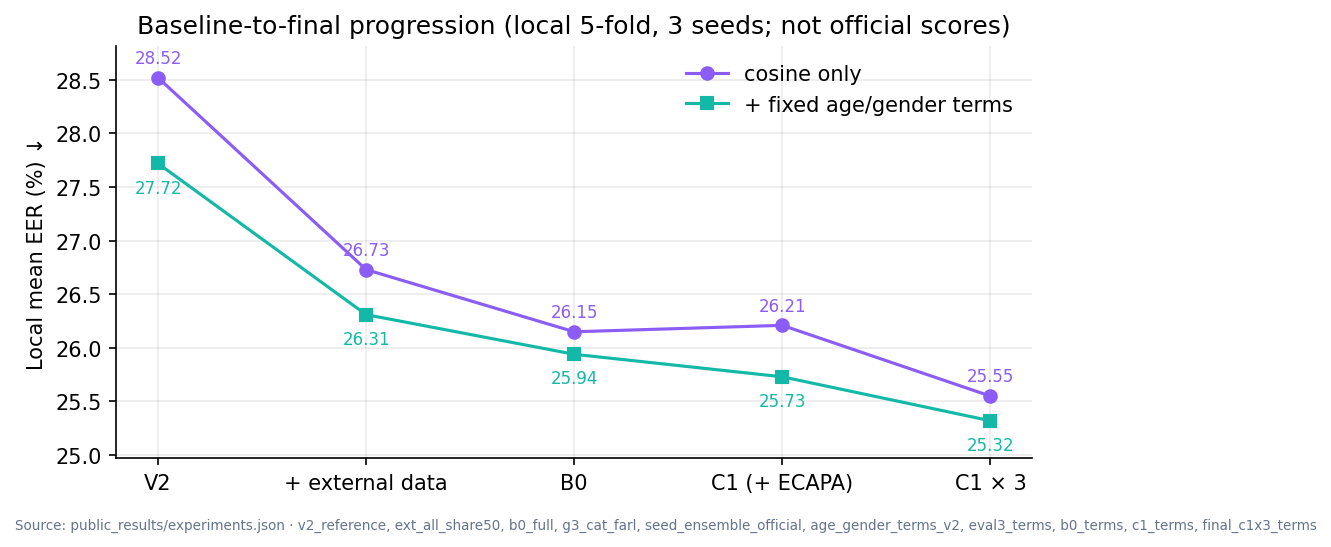 Baseline-to-final progression (local 5-fold, 3 seeds; not official scores)
Local mean EER (%) ↓
28.5
28.0
27.5
27.0
26.5
26.0
25.5
25.0
28.52
26.73
26.15
26.21
25.55
27.72
26.31
25.94
25.73
25.32
cosine only
+ fixed age/gender terms
V2
+ external data
B0
C1 (+ ECAPA)
C1 × 3
Source: public_results/experiments.json · v2_reference, ext_all_share50, b0_full, g3_cat_farl, seed_ensemble_official, age_gender_terms_v2, eval3_terms, b0_terms, c1_terms, final_c1x3_terms